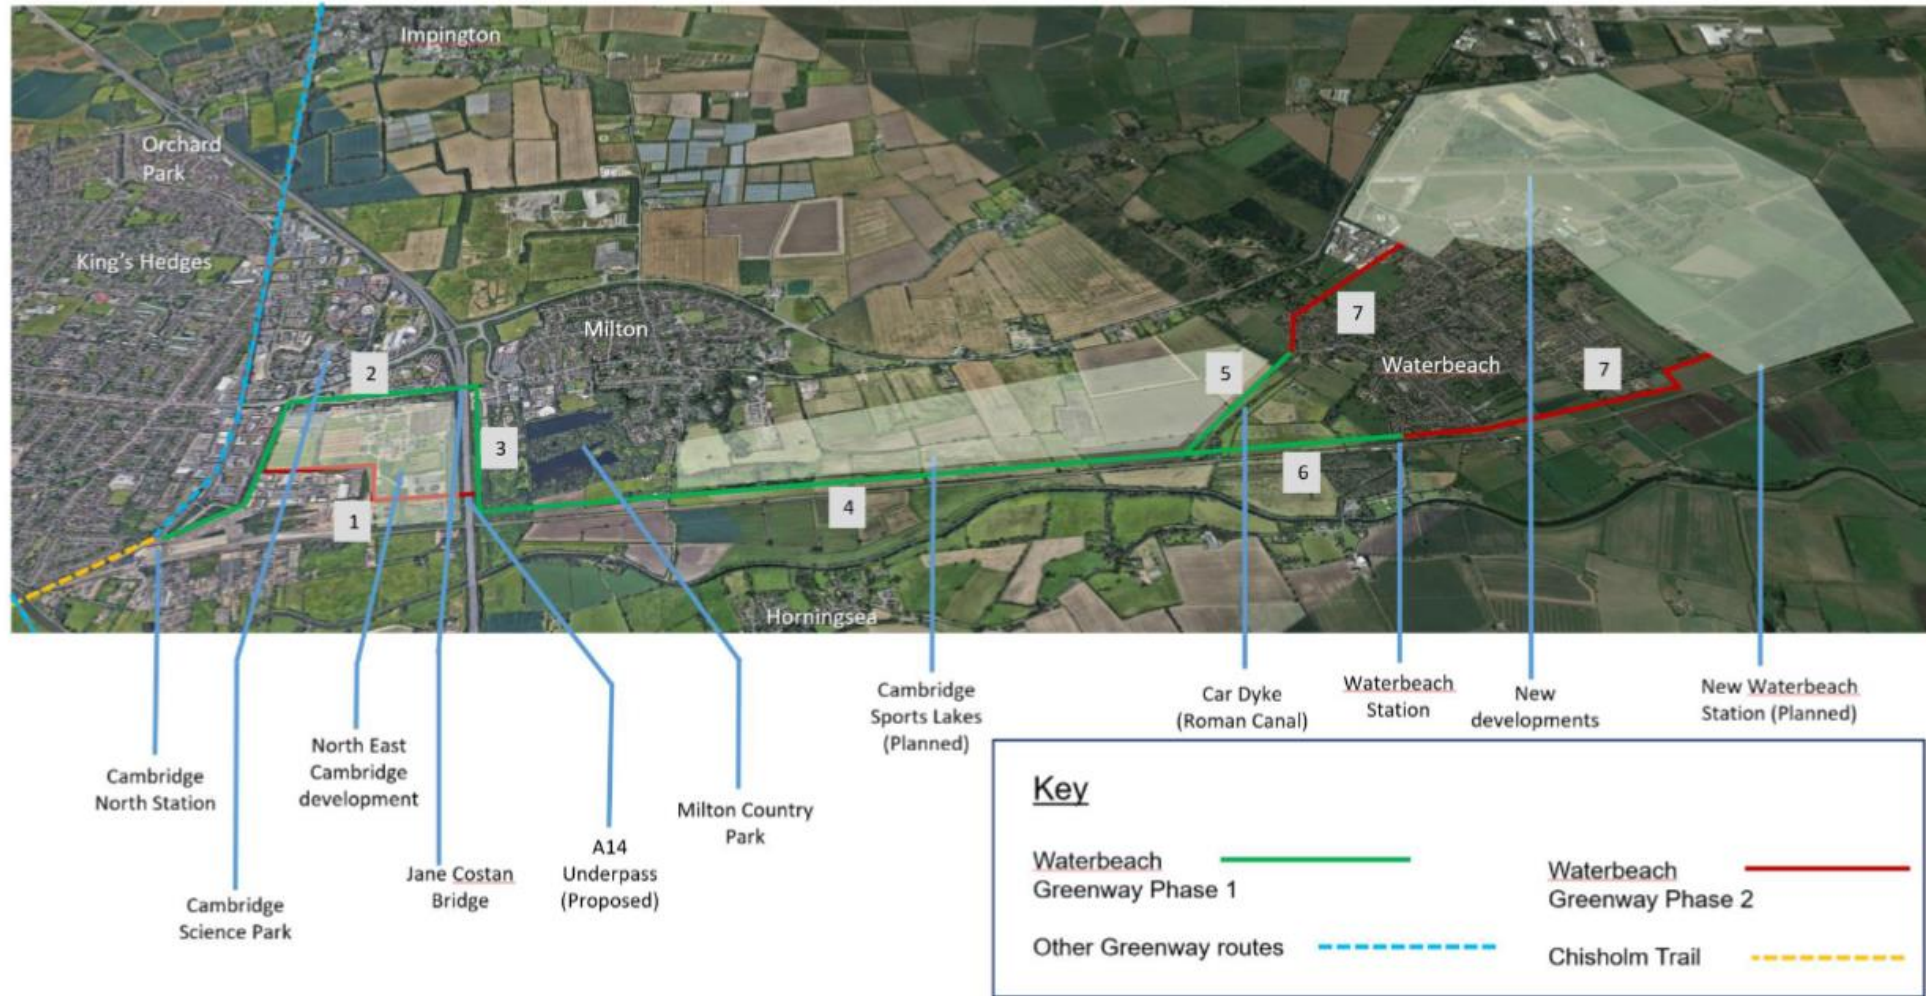 Impington
Orchard
Park
King's Hedges
Milton
2
3
1
4
5
6
7
Waterbeach
7
Horningsea
Cambridge
North Station
Cambridge
Science Park
North East
Cambridge
development
Jane Costan
Bridge
A14
Underpass
(Proposed)
Milton Country
Park
Cambridge
Sports Lakes
(Planned)
Car Dyke
(Roman Canal)
Waterbeach
Station
New
developments
New Waterbeach
Station (Planned)
Key
Waterbeach
Greenway Phase 1
Waterbeach
Greenway Phase 2
Other Greenway routes
Chisholm Trail